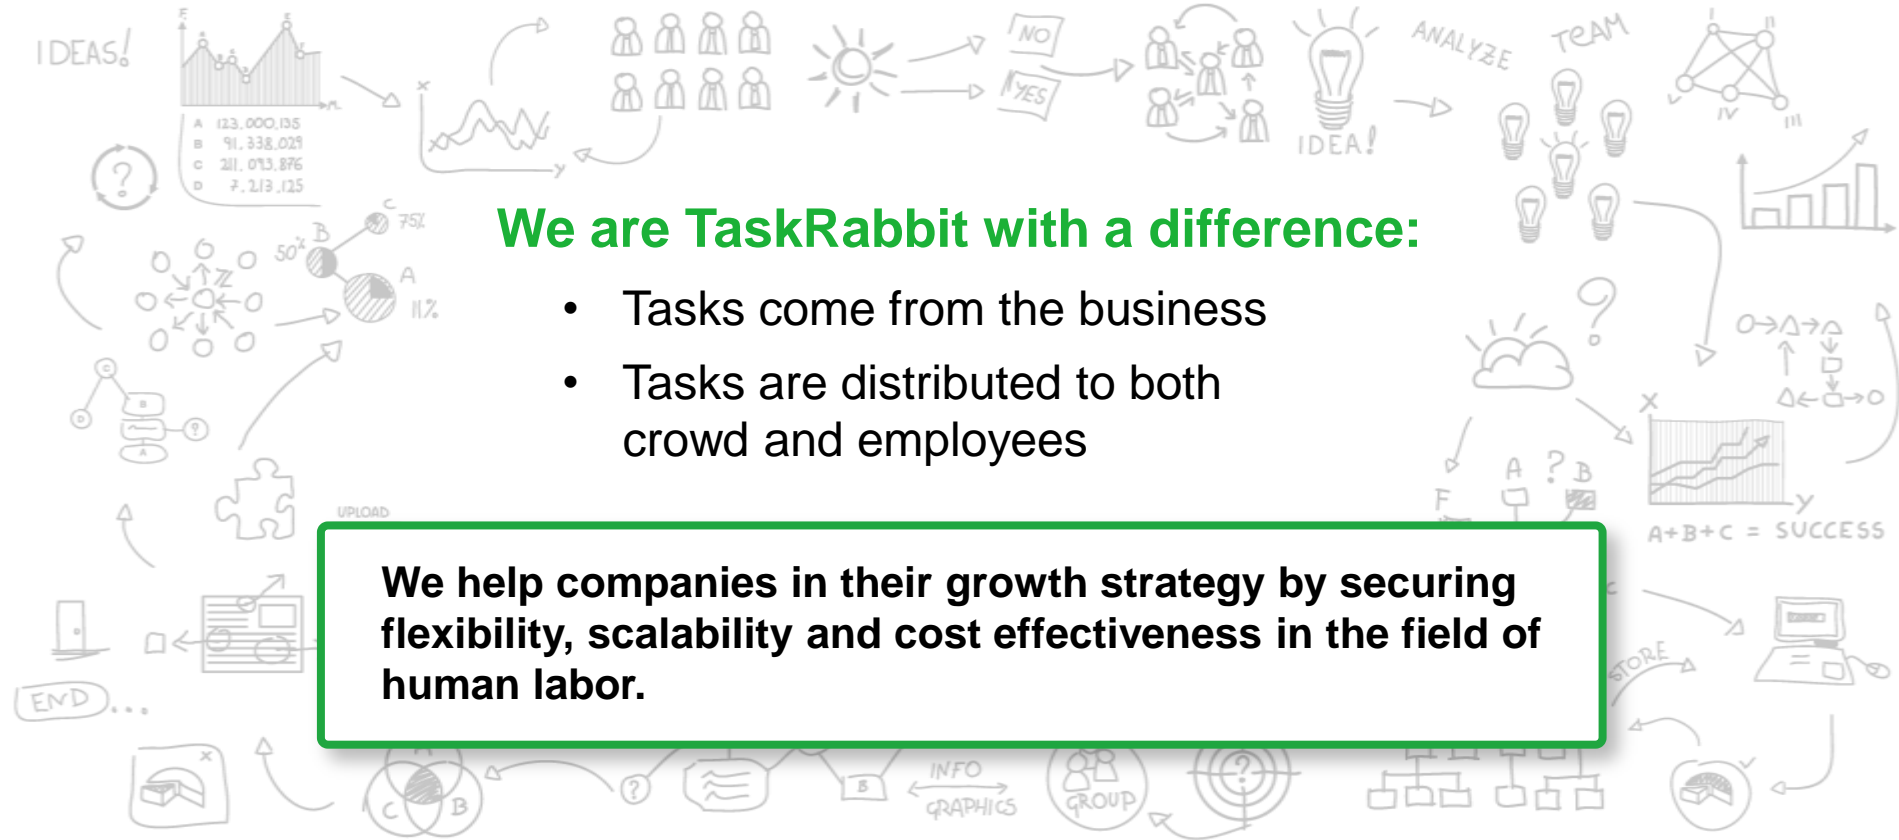 IDEAS!
F
NO
YES
IDEA!
ANALYZE
TEAM
I
II
III
IV
V
X
Y
A 123,000,135
B 91,338,029
C 211,093,876
D 7,213,125
?
We are TaskRabbit with a difference:
• Tasks come from the business
• Tasks are distributed to both
crowd and employees
50%
B
C
75%
A
11%
?
C
B
D
?
A
X
Y
A ? B
F
A+B+C = SUCCESS
UPLOAD
We help companies in their growth strategy by securing
flexibility, scalability and cost effectiveness in the field of
human labor.
END...
STORE
X
C
B
?
B
INFO
GRAPHICS
GROUP
?